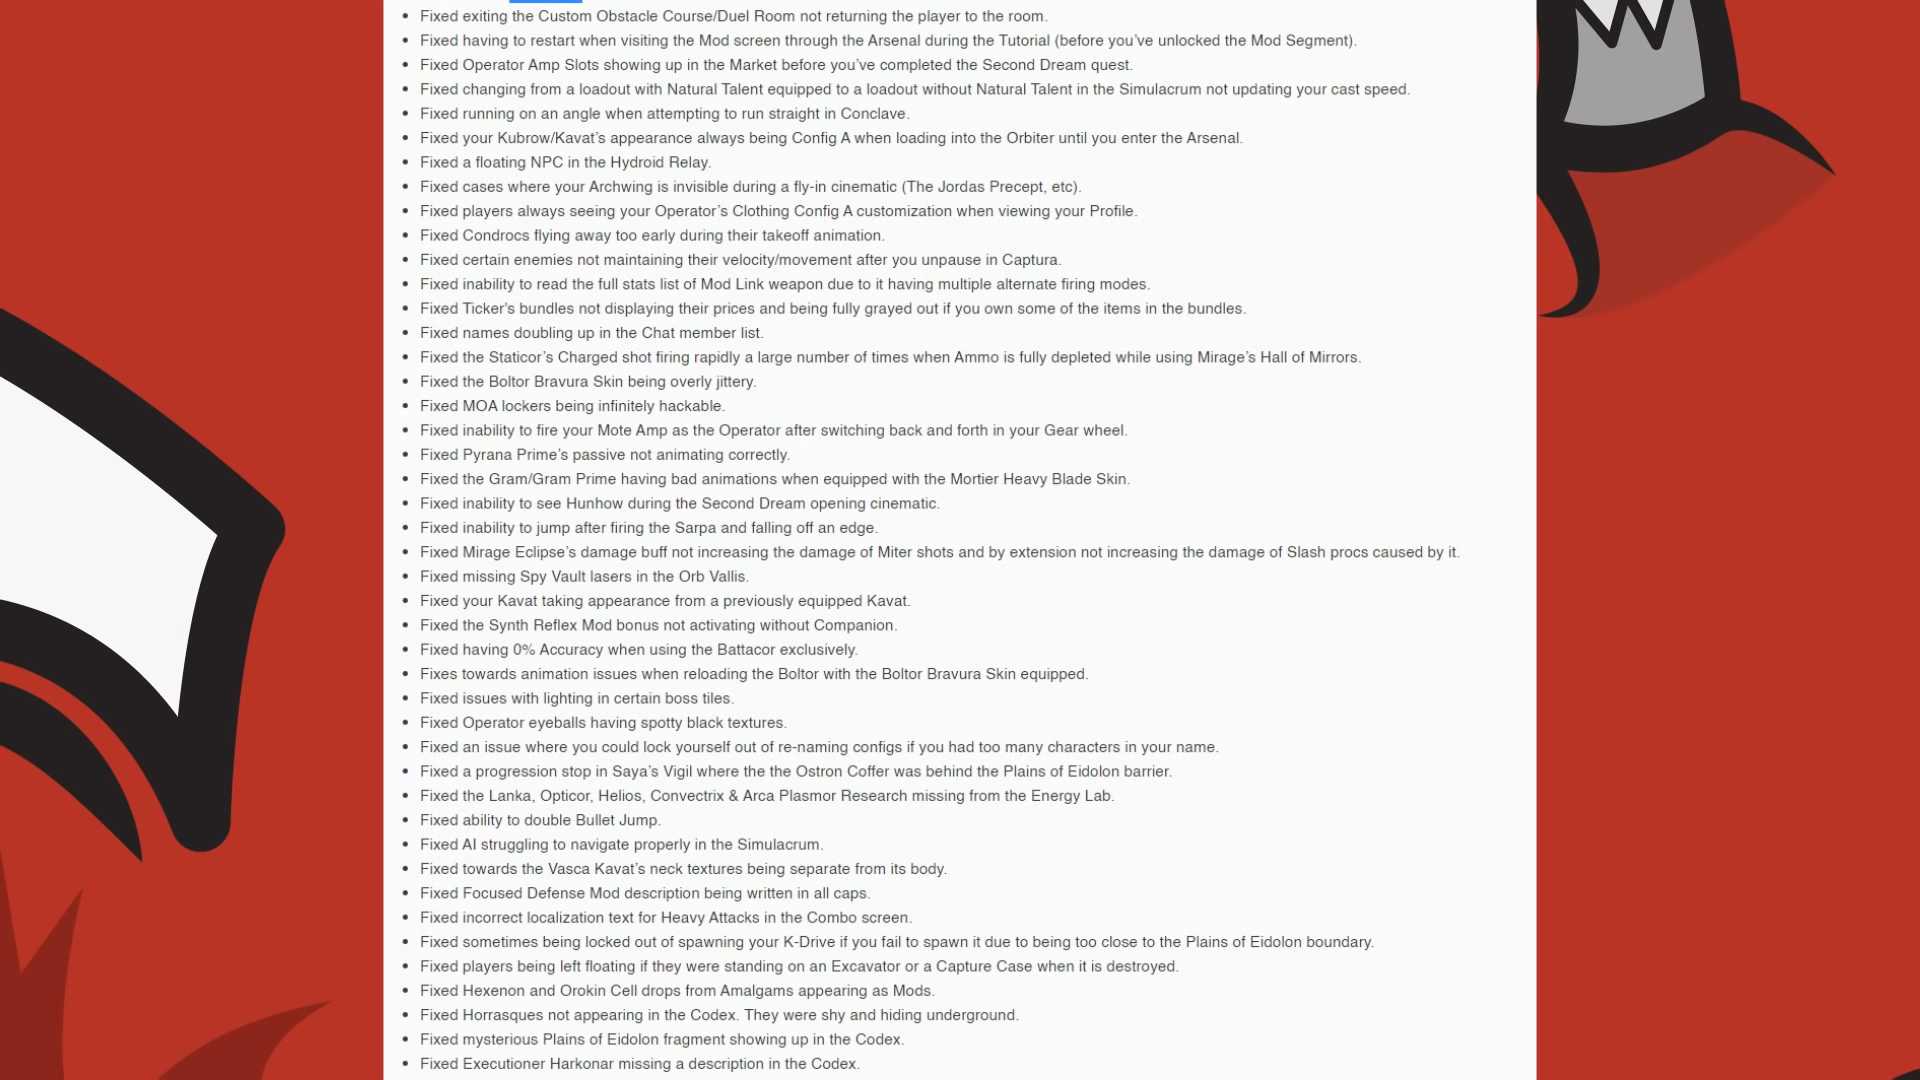 Fixed exiting the Custom Obstacle Course/Duel Room not returning the player to the room.
Fixed having to restart when visiting the Mod screen through the Arsenal during the Tutorial (before you’ve unlocked the Mod Segment).
Fixed Operator Amp Slots showing up in the Market before you’ve completed the Second Dream quest.
Fixed changing from a loadout with Natural Talent equipped to a loadout without Natural Talent in the Simulacrum not updating your cast speed.
Fixed running on an angle when attempting to run straight in Conclave.
Fixed your Kubrow/Kavat’s appearance always being Config A when loading into the Orbiter until you enter the Arsenal.
Fixed a floating NPC in the Hydroid Relay.
Fixed cases where your Archwing is invisible during a fly-in cinematic (The Jordas Precept, etc).
Fixed players always seeing your Operator’s Clothing Config A customization when viewing your Profile.
Fixed Condrocs flying away too early during their takeoff animation.
Fixed certain enemies not maintaining their velocity/movement after you unpause in Captura.
Fixed inability to read the full stats list of Mod Link weapon due to it having multiple alternate firing modes.
Fixed Ticker's bundles not displaying their prices and being fully grayed out if you own some of the items in the bundles.
Fixed names doubling up in the Chat member list.
Fixed the Staticor’s Charged shot firing rapidly a large number of times when Ammo is fully depleted while using Mirage’s Hall of Mirrors.
Fixed the Boltor Bravura Skin being overly jittery.
Fixed MOA lockers being infinitely hackable.
Fixed inability to fire your Mote Amp as the Operator after switching back and forth in your Gear wheel.
Fixed Pyrana Prime’s passive not animating correctly.
Fixed the Gram/Gram Prime having bad animations when equipped with the Mortier Heavy Blade Skin.
Fixed inability to see Hunhow during the Second Dream opening cinematic.
Fixed inability to jump after firing the Sarpa and falling off an edge.
Fixed Mirage Eclipse’s damage buff not increasing the damage of Miter shots and by extension not increasing the damage of Slash procs caused by it.
Fixed missing Spy Vault lasers in the Orb Vallis.
Fixed your Kavat taking appearance from a previously equipped Kavat.
Fixed the Synth Reflex Mod bonus not activating without Companion.
Fixed having 0% Accuracy when using the Battacor exclusively.
Fixes towards animation issues when reloading the Boltor with the Boltor Bravura Skin equipped.
Fixed issues with lighting in certain boss tiles.
Fixed Operator eyeballs having spotty black textures.
Fixed an issue where you could lock yourself out of re-naming configs if you had too many characters in your name.
Fixed a progression stop in Saya’s Vigil where the the Ostron Coffer was behind the Plains of Eidolon barrier.
Fixed the Lanka, Opticor, Helios, Convectrix & Arca Plasmor Research missing from the Energy Lab.
Fixed ability to double Bullet Jump.
Fixed AI struggling to navigate properly in the Simulacrum.
Fixed towards the Vasca Kavat’s neck textures being separate from its body.
Fixed Focused Defense Mod description being written in all caps.
Fixed incorrect localization text for Heavy Attacks in the Combo screen.
Fixed sometimes being locked out of spawning your K-Drive if you fail to spawn it due to being too close to the Plains of Eidolon boundary.
Fixed players being left floating if they were standing on an Excavator or a Capture Case when it is destroyed.
Fixed Hexenon and Orokin Cell drops from Amalgams appearing as Mods.
Fixed Horrasques not appearing in the Codex. They were shy and hiding underground.
Fixed mysterious Plains of Eidolon fragment showing up in the Codex.
Fixed Executioner Harkonar missing a description in the Codex.